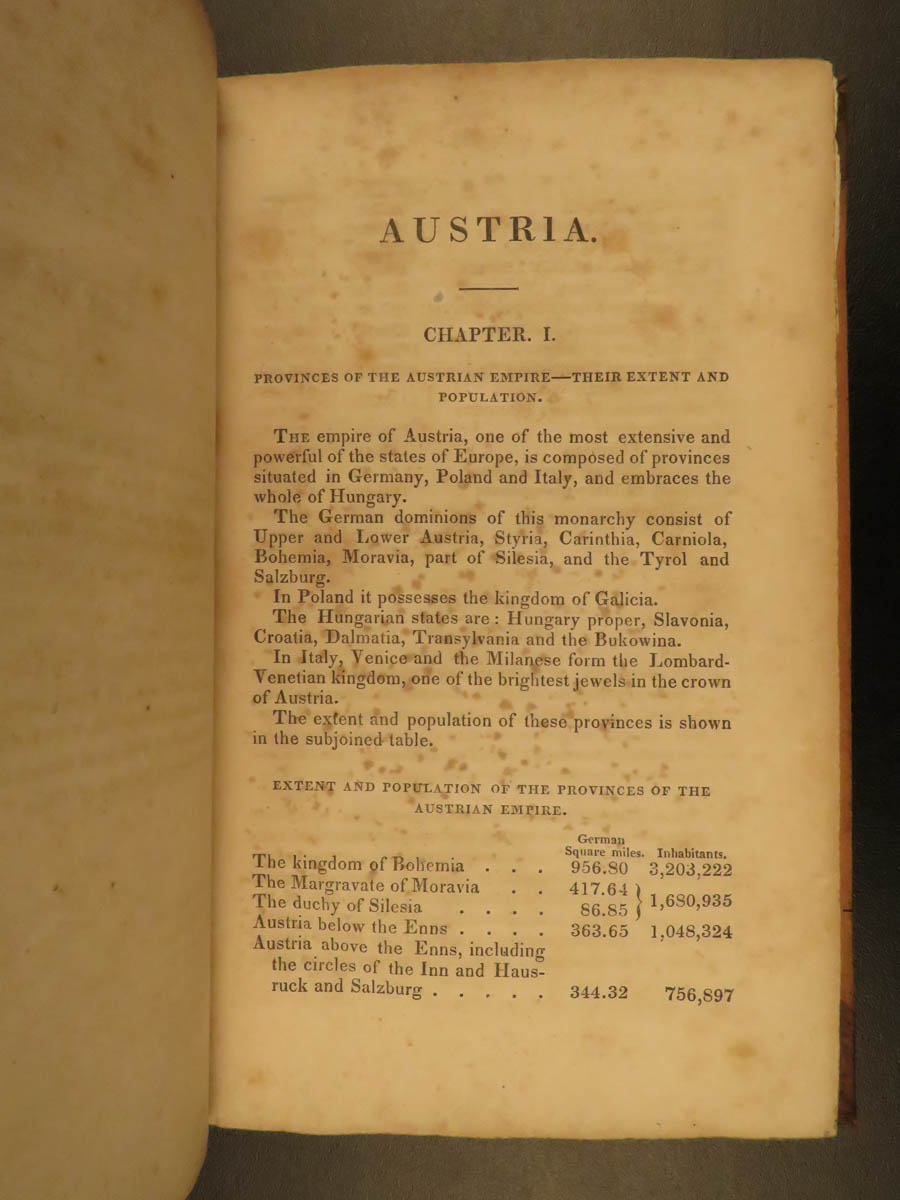 AUSTRIA.
CHAPTER. I.
PROVINCES OF THE AUSTRIAN EMPIRE—THEIR EXTENT AND
POPULATION.
THE empire of Austria, one of the most extensive and
powerful of the states of Europe, is composed of provinces
situated in Germany, Poland and Italy, and embraces the
whole of Hungary.
The German dominions of this monarchy consist of
Upper and Lower Austria, Styria, Carinthia, Carniola,
Bohemia, Moravia, part of Silesia, and the Tyrol and
Salzburg.
In Poland it possesses the kingdom of Galicia.
The Hungarian states are: Hungary proper, Slavonia,
Croatia, Dalmatia, Transylvania and the Bukowina.
In Italy, Venice and the Milanese form the Lombard-
Venetian kingdom, one of the brightest jewels in the crown
of Austria.
The extent and population of these provinces is shown
in the subjoined table.
EXTENT AND POPULATION OF THE PROVINCES OF THE
AUSTRIAN EMPIRE.
German
Square miles. Inhabitants.
The kingdom of Bohemia . . . 956.80 3,203,222
The Margravate of Moravia . . 417.64
The duchy of Silesia . . . . 86.85 } 1,680,935
Austria below the Enns . . . . 363.65 1,048,324
Austria above the Enns, including
the circles of the Inn and Haus-
ruck and Salzburg . . . . . 344.32 756,897